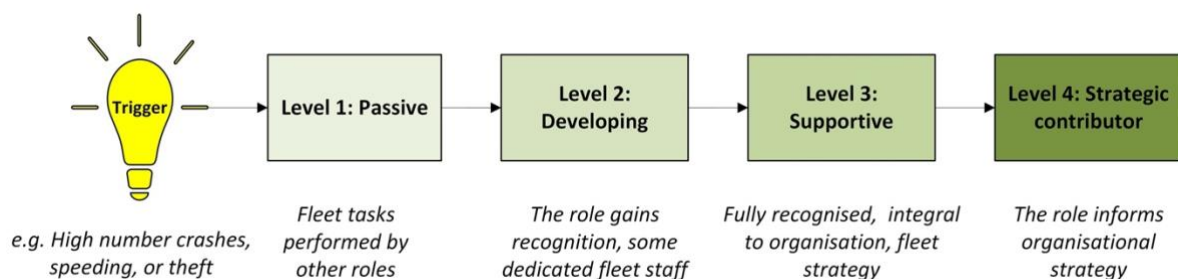 Trigger
Level 1: Passive
Level 2:
Developing
Level 3:
Supportive
Level 4: Strategic
contributor
e.g. High number crashes,
speeding, or theft
Fleet tasks
performed by
other roles
The role gains
recognition, some
dedicated fleet staff
Fully recognised, integral
to organisation, fleet
strategy
The role informs
organisational
strategy